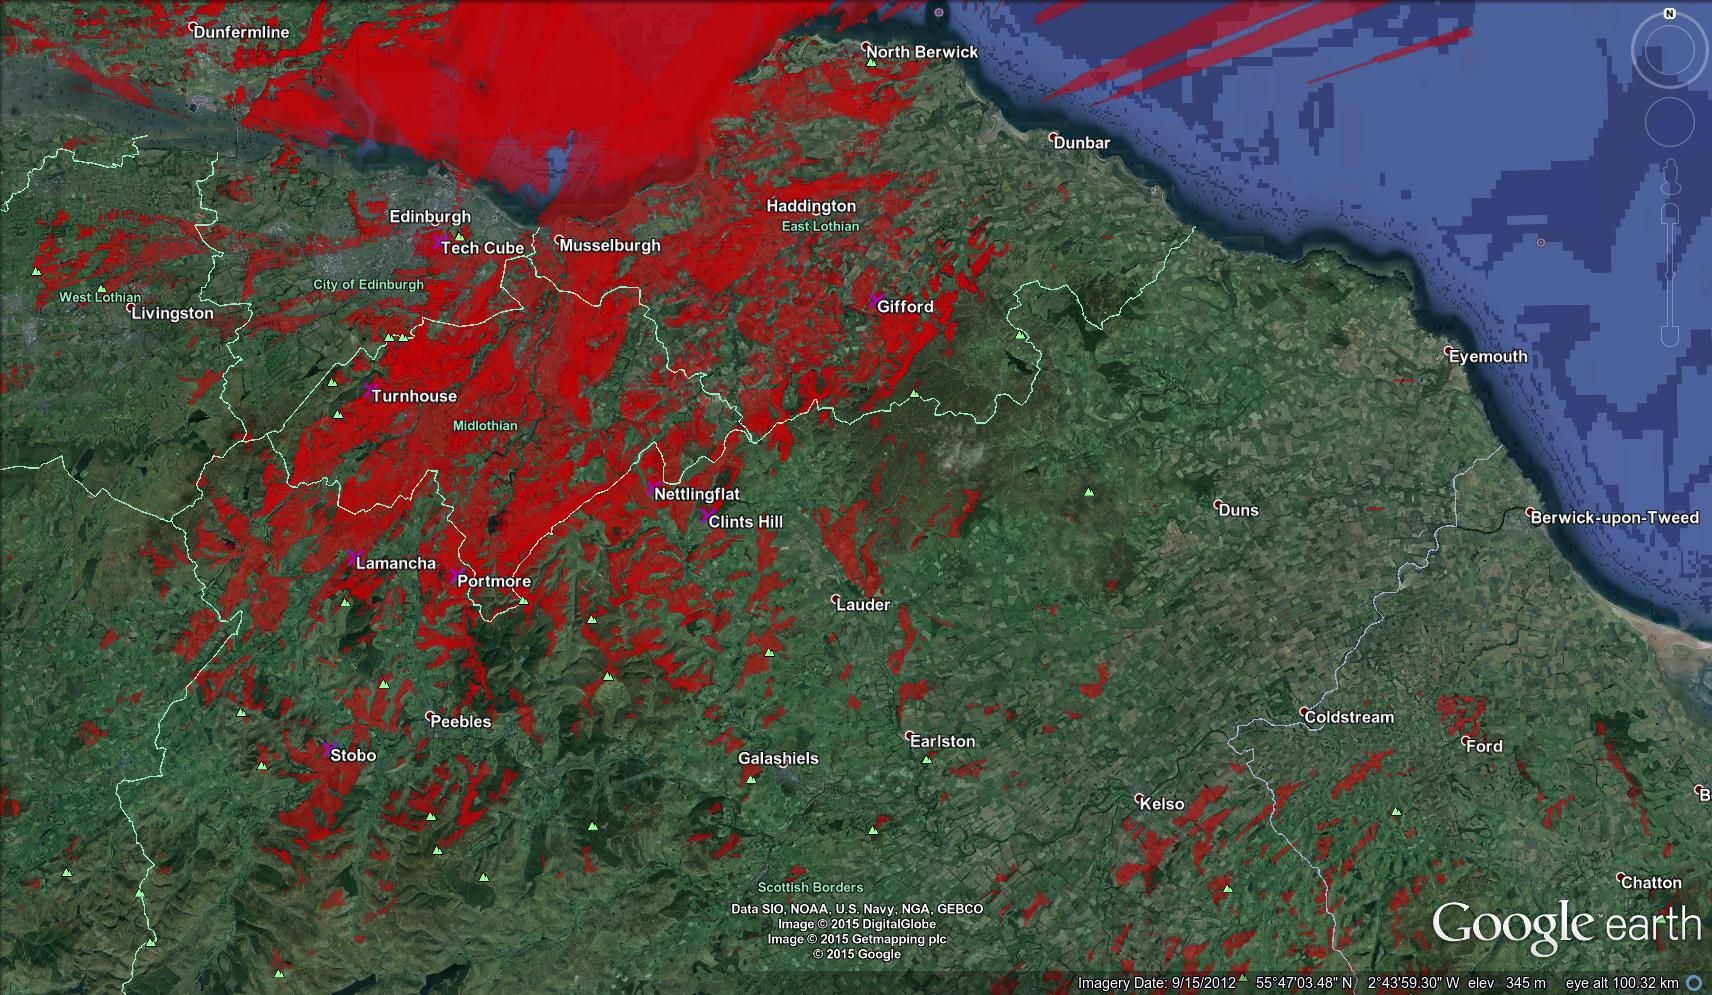 N
Dunfermline
North Berwick
Dunbar
Haddington
East Lothian
Edinburgh
Tech Cube
Musselburgh
City of Edinburgh
West Lothian
Livingston
Gifford
Eyemouth
Turnhouse
Midlothian
Nettlingflat
Clints Hill
Duns
Berwick-upon-Tweed
Lamancha
Portmore
Lauder
Peebles
Coldstream
Stobo
Earlston
Ford
Galashiels
Kelso
B
Chatton
Scottish Borders
Data SIO, NOAA, U.S. Navy, NGA, GEBCO
Image © 2015 DigitalGlobe
Image © 2015 Getmapping plc
© 2015 Google
Google earth
Imagery Date: 9/15/2012 55°47'03.48" N 2°43'59.30" W elev 345 m eye alt 100.32 km